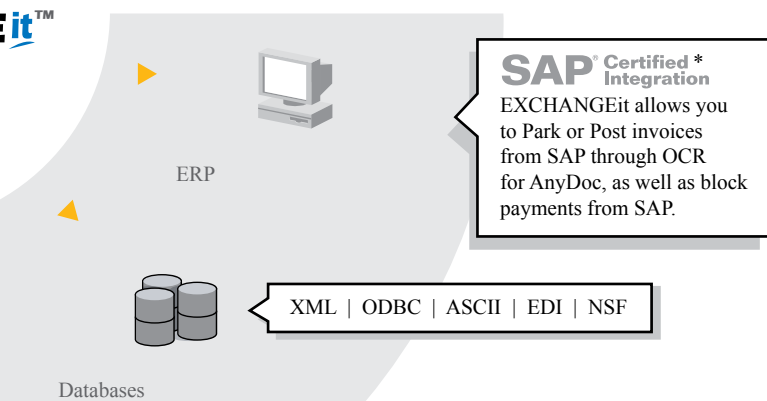 Eit™
SAP® Certified *
Integration
EXCHANGEit allows you
to Park or Post invoices
from SAP through OCR
for AnyDoc, as well as block
payments from SAP.
ERP
XML | ODBC | ASCII | EDI | NSF
Databases